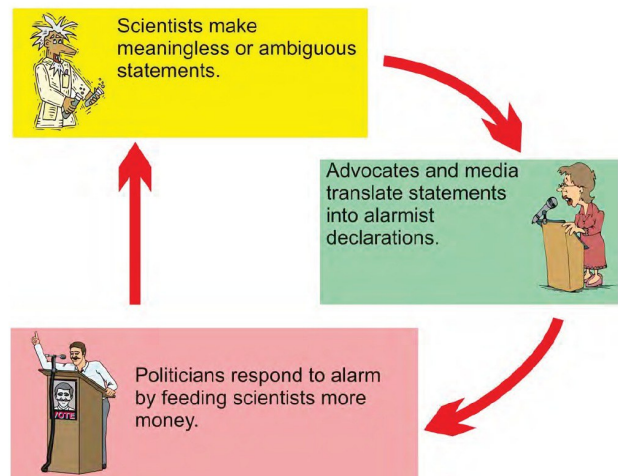 Scientists make
meaningless or ambiguous
statements.
Advocates and media
translate statements
into alarmist
declarations.
Politicians respond to alarm
by feeding scientists more
money.
VOTE